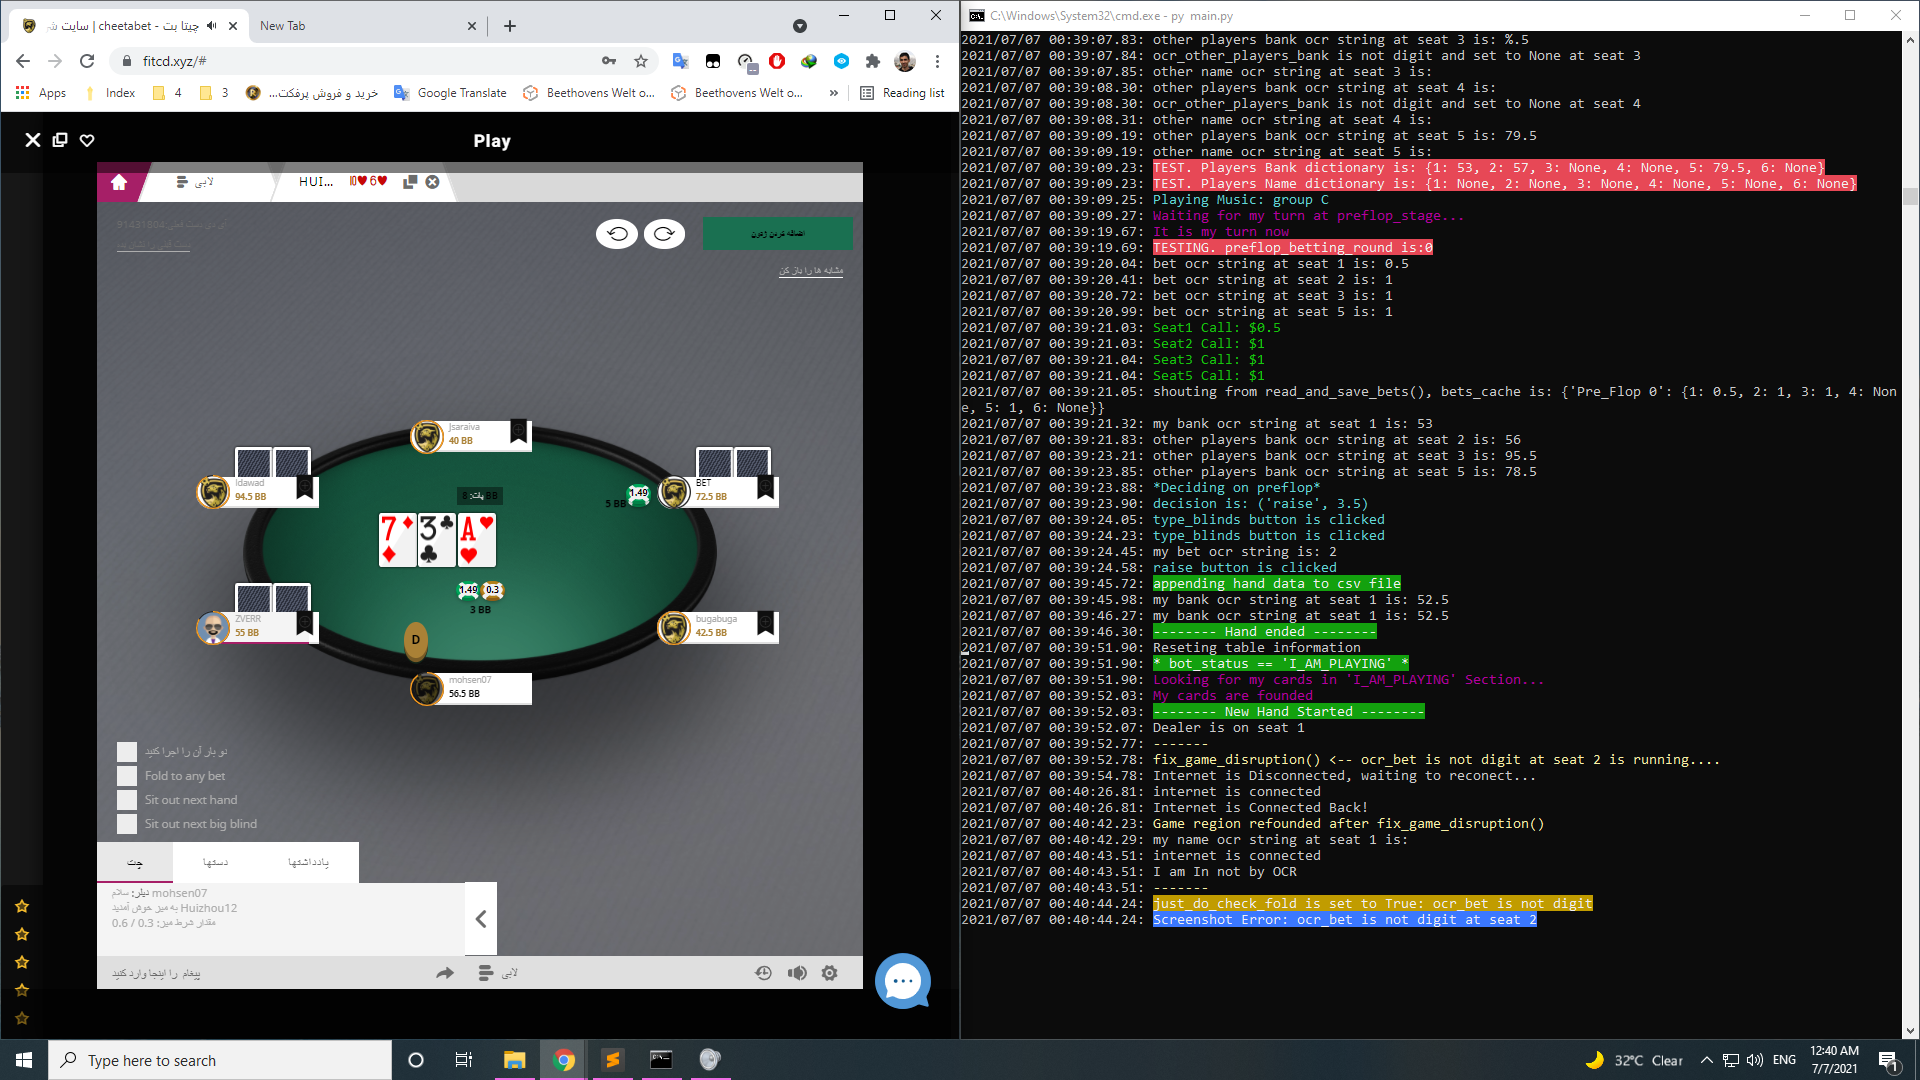 چیتا بت - cheetabet | سایت
New Tab
fitcd.xyz/#
Apps
Index
4
3
خرید و فروش پرفکت...
Google Translate
Beethovens Welt o...
Beethovens Welt o...
»
Reading list
Play
لابی
HUI...
10♥6♥
91431804
اضافه کردن ژتون
مشابه ها را باز کن
Jsaraiva
40 BB
Idawad
94.5 BB
BET
72.5 BB
پات: 8 BB
1.49
5 BB
7♦
3♣
A♥
1.49
0.3
3 BB
ZVERR
55 BB
bugabuga
42.5 BB
D
mohsen07
56.5 BB
دو بار آن را اجرا کنید
Fold to any bet
Sit out next hand
Sit out next big blind
چت
دستها
یادداشتها
دیلر: سلام mohsen07
به میز خوش آمدید Huizhou12
مقدار شرط میز: 0.3 / 0.6
پیغام را اینجا وارد کنید
لابی
C:\Windows\System32\cmd.exe - py  main.py
2021/07/07 00:39:07.83: other players bank ocr string at seat 3 is: %.5
2021/07/07 00:39:07.84: ocr_other_players_bank is not digit and set to None at seat 3
2021/07/07 00:39:07.85: other name ocr string at seat 3 is:
2021/07/07 00:39:08.30: other players bank ocr string at seat 4 is:
2021/07/07 00:39:08.30: ocr_other_players_bank is not digit and set to None at seat 4
2021/07/07 00:39:08.31: other name ocr string at seat 4 is:
2021/07/07 00:39:09.19: other players bank ocr string at seat 5 is: 79.5
2021/07/07 00:39:09.19: other name ocr string at seat 5 is:
2021/07/07 00:39:09.23: TEST. Players Bank dictionary is: {1: 53, 2: 57, 3: None, 4: None, 5: 79.5, 6: None}
2021/07/07 00:39:09.23: TEST. Players Name dictionary is: {1: None, 2: None, 3: None, 4: None, 5: None, 6: None}
2021/07/07 00:39:09.25: Playing Music: group C
2021/07/07 00:39:09.27: Waiting for my turn at preflop_stage...
2021/07/07 00:39:19.67: It is my turn now
2021/07/07 00:39:19.69: TESTING. preflop_betting_round is:0
2021/07/07 00:39:20.04: bet ocr string at seat 1 is: 0.5
2021/07/07 00:39:20.41: bet ocr string at seat 2 is: 1
2021/07/07 00:39:20.72: bet ocr string at seat 3 is: 1
2021/07/07 00:39:20.99: bet ocr string at seat 5 is: 1
2021/07/07 00:39:21.03: Seat1 Call: $0.5
2021/07/07 00:39:21.03: Seat2 Call: $1
2021/07/07 00:39:21.04: Seat3 Call: $1
2021/07/07 00:39:21.04: Seat5 Call: $1
2021/07/07 00:39:21.05: shouting from read_and_save_bets(), bets_cache is: {'Pre_Flop 0': {1: 0.5, 2: 1, 3: 1, 4: Non
e, 5: 1, 6: None}}
2021/07/07 00:39:21.32: my bank ocr string at seat 1 is: 53
2021/07/07 00:39:21.83: other players bank ocr string at seat 2 is: 56
2021/07/07 00:39:23.21: other players bank ocr string at seat 3 is: 95.5
2021/07/07 00:39:23.85: other players bank ocr string at seat 5 is: 78.5
2021/07/07 00:39:23.88: *Deciding on preflop*
2021/07/07 00:39:23.90: decision is: ('raise', 3.5)
2021/07/07 00:39:24.05: type_blinds button is clicked
2021/07/07 00:39:24.23: type_blinds button is clicked
2021/07/07 00:39:24.45: my bet ocr string is: 2
2021/07/07 00:39:24.58: raise button is clicked
2021/07/07 00:39:45.72: appending hand data to csv file
2021/07/07 00:39:45.98: my bank ocr string at seat 1 is: 52.5
2021/07/07 00:39:46.27: my bank ocr string at seat 1 is: 52.5
2021/07/07 00:39:46.30: -------- Hand ended --------
2021/07/07 00:39:51.90: Reseting table information
2021/07/07 00:39:51.90: * bot_status == 'I_AM_PLAYING' *
2021/07/07 00:39:51.90: Looking for my cards in 'I_AM_PLAYING' Section...
2021/07/07 00:39:52.03: My cards are founded
2021/07/07 00:39:52.03: -------- New Hand Started --------
2021/07/07 00:39:52.07: Dealer is on seat 1
2021/07/07 00:39:52.77: -------
2021/07/07 00:39:52.78: fix_game_disruption() <-- ocr_bet is not digit at seat 2 is running....
2021/07/07 00:39:54.78: Internet is Disconnected, waiting to reconect...
2021/07/07 00:40:26.81: internet is connected
2021/07/07 00:40:26.81: Internet is Connected Back!
2021/07/07 00:40:42.23: Game region refounded after fix_game_disruption()
2021/07/07 00:40:42.29: my name ocr string at seat 1 is:
2021/07/07 00:40:43.51: internet is connected
2021/07/07 00:40:43.51: I am In not by OCR
2021/07/07 00:40:43.51: -------
2021/07/07 00:40:44.24: just_do_check_fold is set to True: ocr_bet is not digit
2021/07/07 00:40:44.24: Screenshot Error: ocr_bet is not digit at seat 2
Type here to search
32°C Clear
ENG
12:40 AM
7/7/2021
1